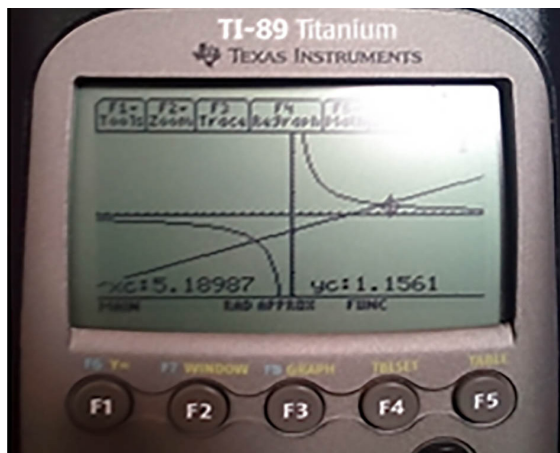 TI-89 Titanium
TEXAS INSTRUMENTS
F1 F2 F3 F4
Tools Zoom Trace ReGraph
xc:5.18987 yc:1.1561
MAIN RAD APPROX FUNC
F6 Y= F7 WINDOW F8 GRAPH TBLSET TABLE
F1 F2 F3 F4 F5